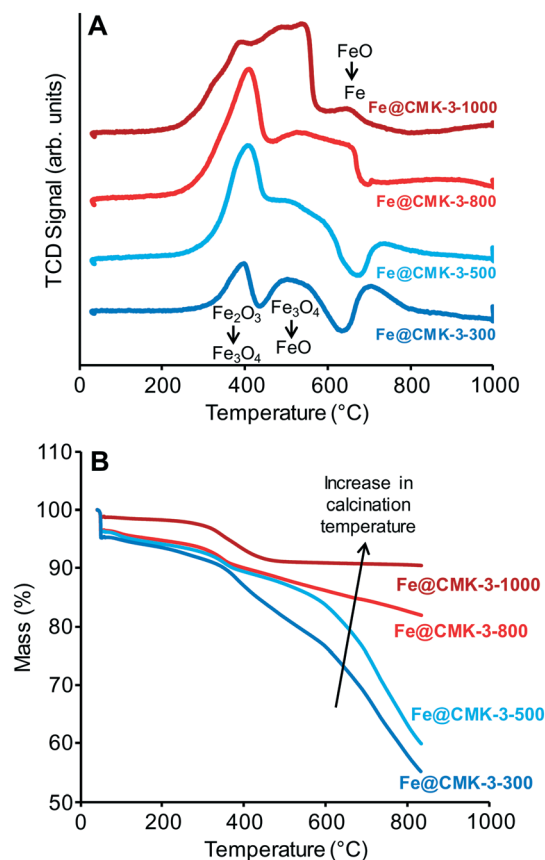 A
TCD Signal (arb. units)
FeO
↓
Fe
Fe@CMK-3-1000
Fe@CMK-3-800
Fe@CMK-3-500
Fe@CMK-3-300
Fe₂O₃
↓
Fe₃O₄
Fe₃O₄
↓
FeO
0 200 400 600 800 1000
Temperature (°C)
B
Mass (%)
110
100
90
80
70
60
50
Increase in
calcination
temperature
Fe@CMK-3-1000
Fe@CMK-3-800
Fe@CMK-3-500
Fe@CMK-3-300
0 200 400 600 800 1000
Temperature (°C)